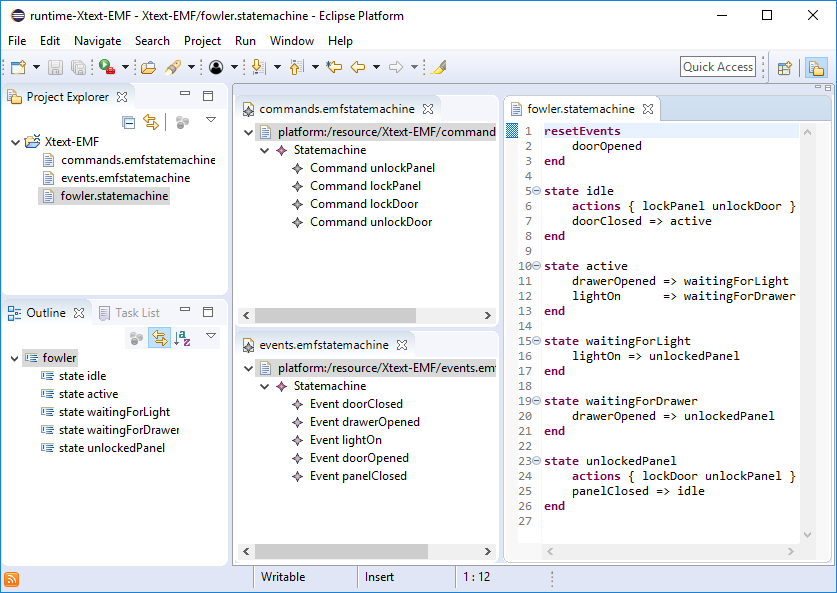 runtime-Xtext-EMF - Xtext-EMF/fowler.statemachine - Eclipse Platform
File Edit Navigate Search Project Run Window Help
Quick Access
Project Explorer
Xtext-EMF
commands.emfstatemachine
events.emfstatemachine
fowler.statemachine
Outline Task List
fowler
state idle
state active
state waitingForLight
state waitingForDrawer
state unlockedPanel
commands.emfstatemachine
platform:/resource/Xtext-EMF/command
Statemachine
Command unlockPanel
Command lockPanel
Command lockDoor
Command unlockDoor
events.emfstatemachine
platform:/resource/Xtext-EMF/events.emf
Statemachine
Event doorClosed
Event drawerOpened
Event lightOn
Event doorOpened
Event panelClosed
fowler.statemachine
1 resetEvents
2 doorOpened
3 end
4
5 state idle
6 actions { lockPanel unlockDoor }
7 doorClosed => active
8 end
9
10 state active
11 drawerOpened => waitingForLight
12 lightOn => waitingForDrawer
13 end
14
15 state waitingForLight
16 lightOn => unlockedPanel
17 end
18
19 state waitingForDrawer
20 drawerOpened => unlockedPanel
21 end
22
23 state unlockedPanel
24 actions { lockDoor unlockPanel }
25 panelClosed => idle
26 end
27
Writable Insert 1 : 12